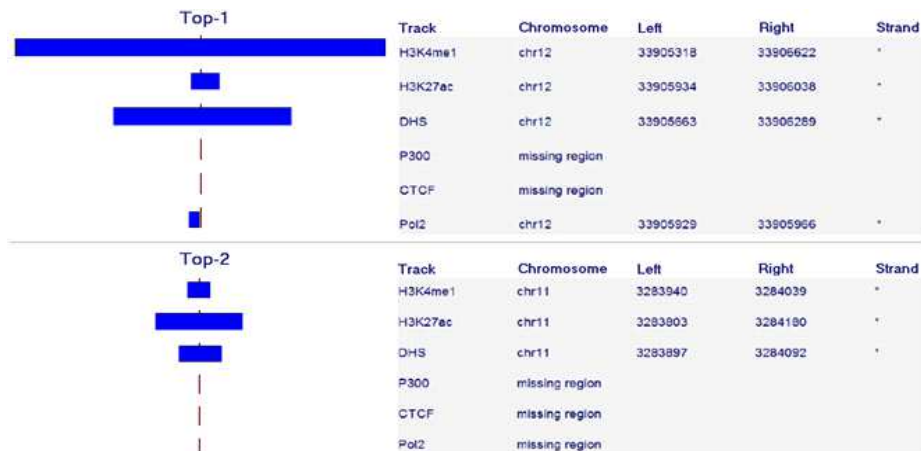 Top-1
Track Chromosome Left Right Strand
H3K4me1 chr12 33905318 33906622 *
H3K27ac chr12 33905934 33906038 *
DHS chr12 33905663 33906289 *
P300 missing region
CTCF missing region
Pol2 chr12 33905929 33905966 *
Top-2
Track Chromosome Left Right Strand
H3K4me1 chr11 3283940 3284039 *
H3K27ac chr11 3283803 3284180 *
DHS chr11 3283897 3284092 *
P300 missing region
CTCF missing region
Pol2 missing region